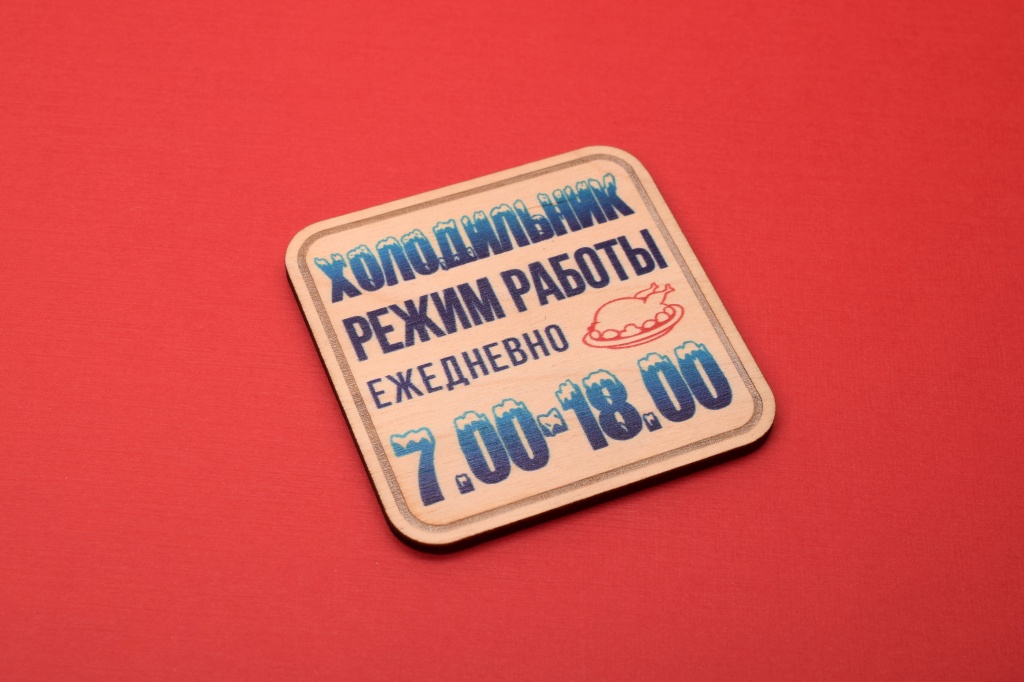 ХОЛОДИЛЬНИК
РЕЖИМ РАБОТЫ
ЕЖЕДНЕВНО
7.00-18.00